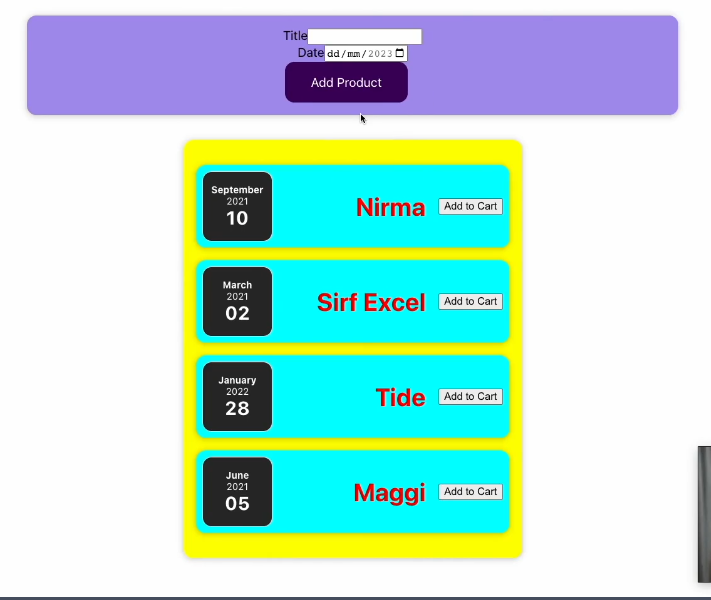 Title
Date dd/mm/2023
Add Product
September
2021
10
Nirma
Add to Cart
March
2021
02
Sirf Excel
Add to Cart
January
2022
28
Tide
Add to Cart
June
2021
05
Maggi
Add to Cart